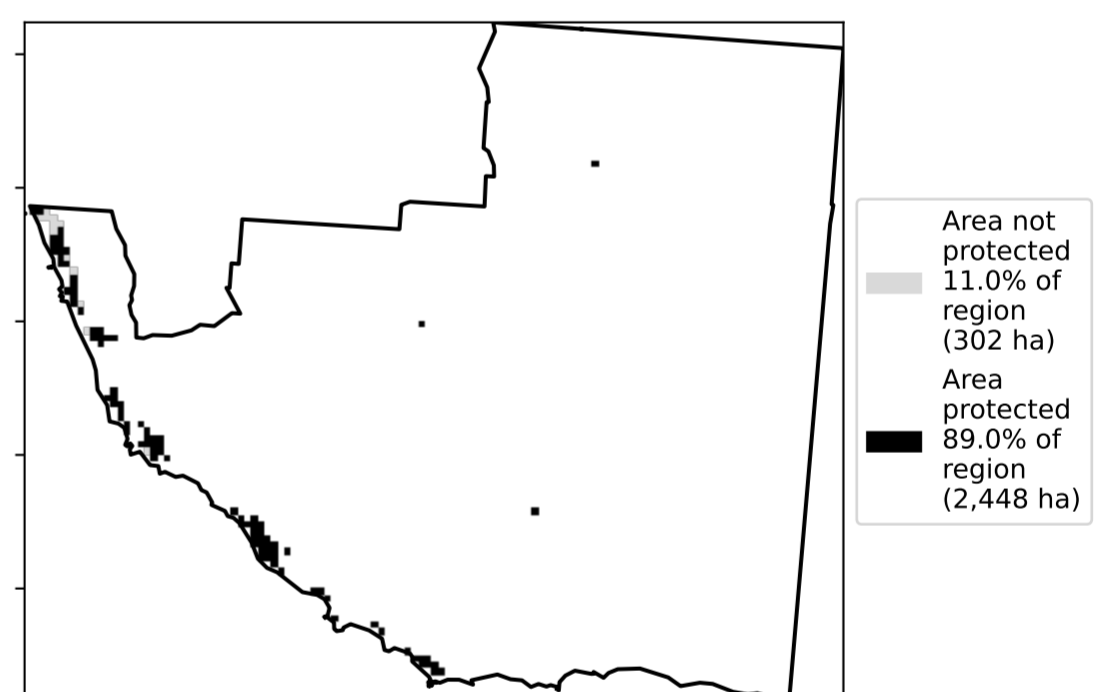 Area not
protected
11.0% of
region
(302 ha)
Area
protected
89.0% of
region
(2,448 ha)